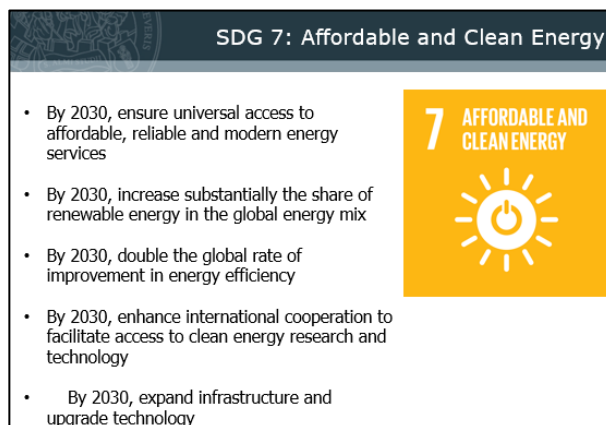 SDG 7: Affordable and Clean Energy
• By 2030, ensure universal access to
affordable, reliable and modern energy
services
• By 2030, increase substantially the share of
renewable energy in the global energy mix
• By 2030, double the global rate of
improvement in energy efficiency
• By 2030, enhance international cooperation to
facilitate access to clean energy research and
technology
• By 2030, expand infrastructure and
upgrade technology
7 AFFORDABLE AND
CLEAN ENERGY